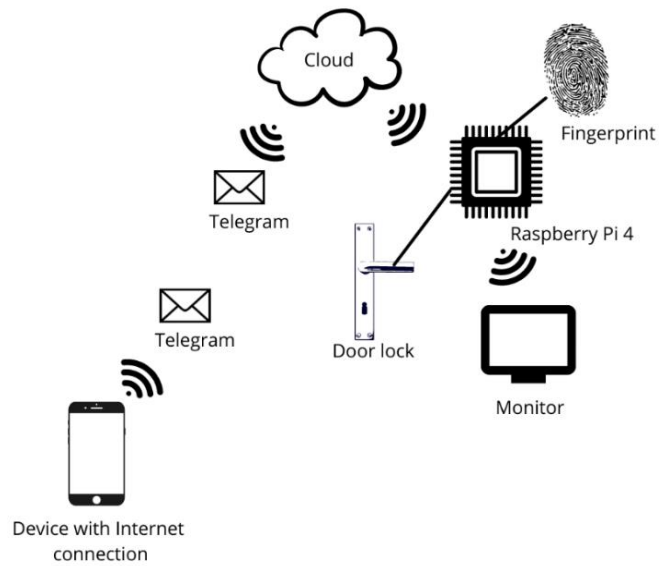 Cloud
Fingerprint
Telegram
Raspberry Pi 4
Telegram
Door lock
Monitor
Device with Internet
connection